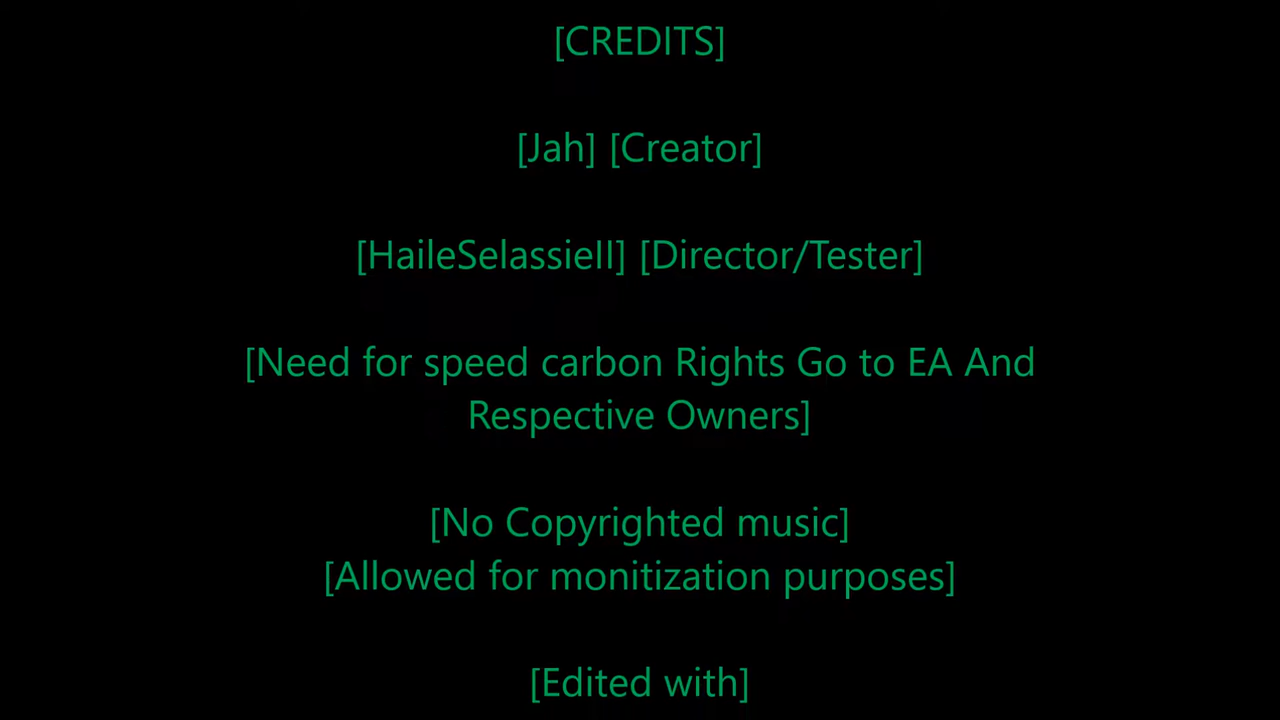 [CREDITS]
[Jah] [Creator]
[HaileSelassieII] [Director/Tester]
[Need for speed carbon Rights Go to EA And
Respective Owners]
[No Copyrighted music]
[Allowed for monitization purposes]
[Edited with]